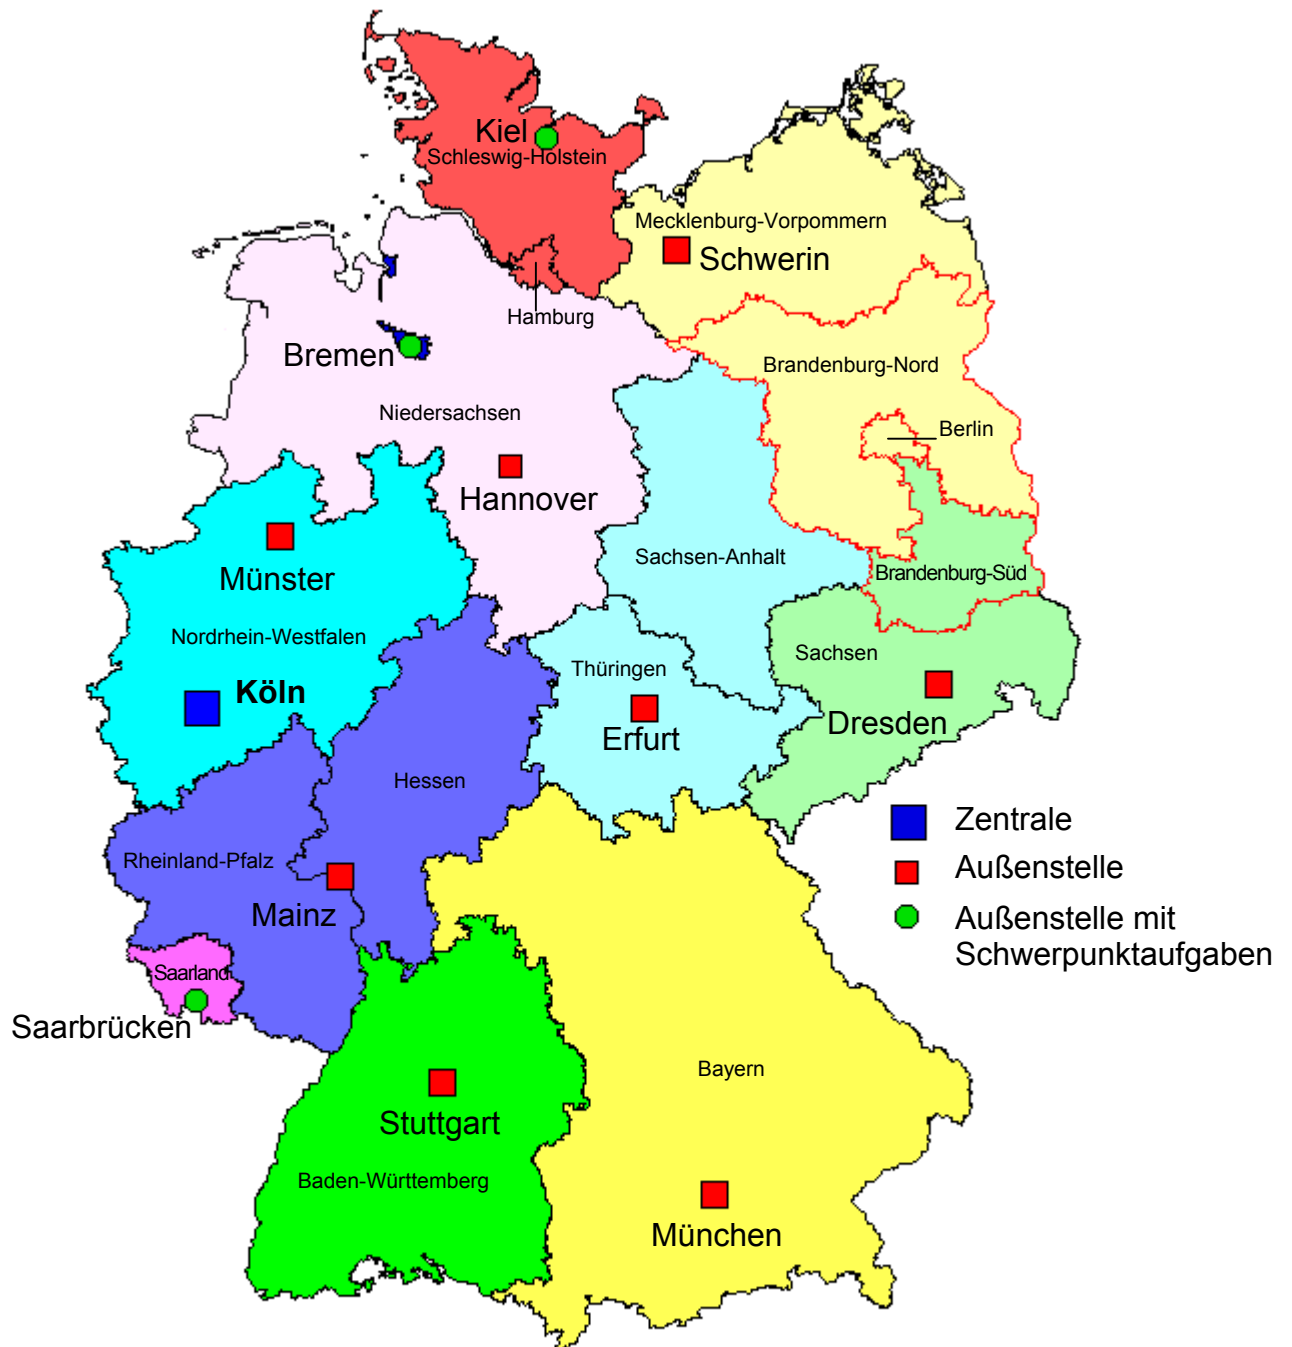 Kiel
Schleswig-Holstein
Mecklenburg-Vorpommern
Schwerin
Hamburg
Bremen
Brandenburg-Nord
Niedersachsen
Berlin
Hannover
Sachsen-Anhalt
Brandenburg-Süd
Münster
Nordrhein-Westfalen
Sachsen
Thüringen
Köln
Dresden
Erfurt
Hessen
Zentrale
Rheinland-Pfalz
Außenstelle
Mainz
Außenstelle mit
Schwerpunktaufgaben
Saarland
Saarbrücken
Bayern
Stuttgart
Baden-Württemberg
München